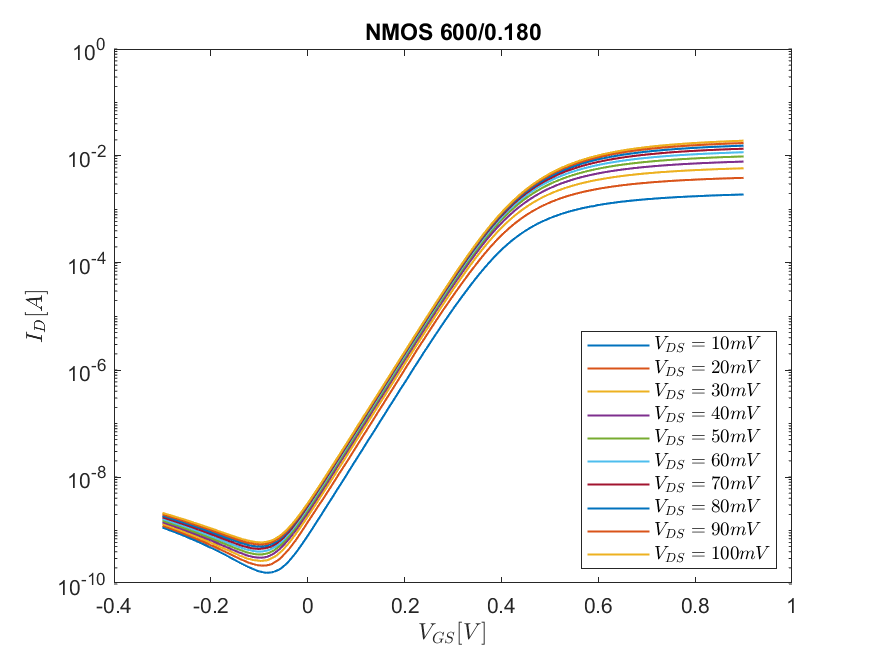 NMOS 600/0.180
10^0
10^-2
10^-4
10^-6
10^-8
10^-10
I_D[A]
V_DS = 10mV
V_DS = 20mV
V_DS = 30mV
V_DS = 40mV
V_DS = 50mV
V_DS = 60mV
V_DS = 70mV
V_DS = 80mV
V_DS = 90mV
V_DS = 100mV
-0.4 -0.2 0 0.2 0.4 0.6 0.8 1
V_GS[V]